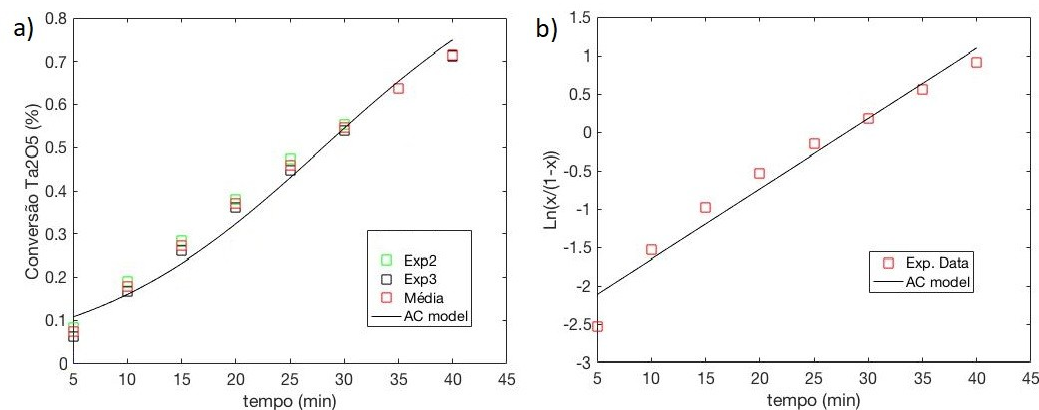 a)
0.8
0.7
0.6
0.5
0.4
0.3
0.2
0.1
0
Conversão Ta2O5 (%)
Exp2
Exp3
Média
AC model
5 10 15 20 25 30 35 40 45
tempo (min)
b)
1.5
1
0.5
0
-0.5
-1
-1.5
-2
-2.5
-3
Ln(x/(1-x))
Exp. Data
AC model
5 10 15 20 25 30 35 40 45
tempo (min)